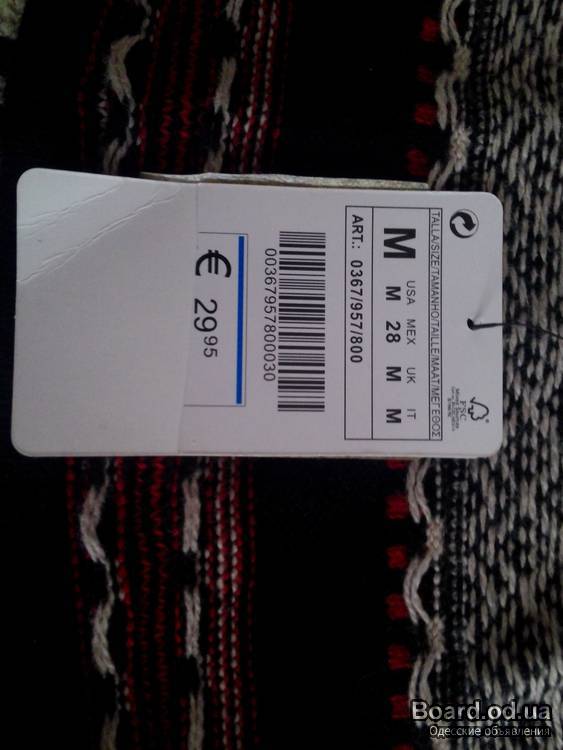 TALLA/SIZE/TAMANHO/TAILLE/MAAT/ΜΕΓΕΘΟΣ
M USA MEX UK IT
M 28 M M
ART.: 0367/957/800
00367957800030
€ 29 95
FSC
Board.od.ua
Одесские объявления